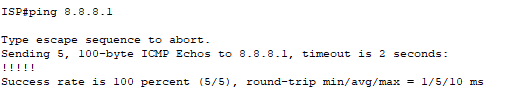 ISP#ping 8.8.8.1
Type escape sequence to abort.
Sending 5, 100-byte ICMP Echos to 8.8.8.1, timeout is 2 seconds:
!!!!!
Success rate is 100 percent (5/5), round-trip min/avg/max = 1/5/10 ms